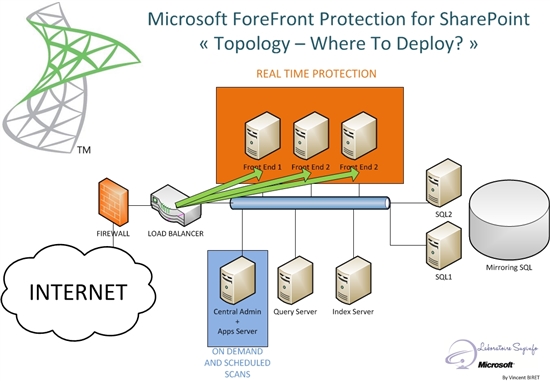 Microsoft ForeFront Protection for SharePoint
« Topology – Where To Deploy? »
TM
REAL TIME PROTECTION
Front End 1
Front End 2
Front End 2
FIREWALL
LOAD BALANCER
SQL2
SQL1
Mirroring SQL
INTERNET
Central Admin
+
Apps Server
Query Server
Index Server
ON DEMAND
AND SCHEDULED
SCANS
Laboratoire Supinfo
Microsoft
By Vincent BIRET